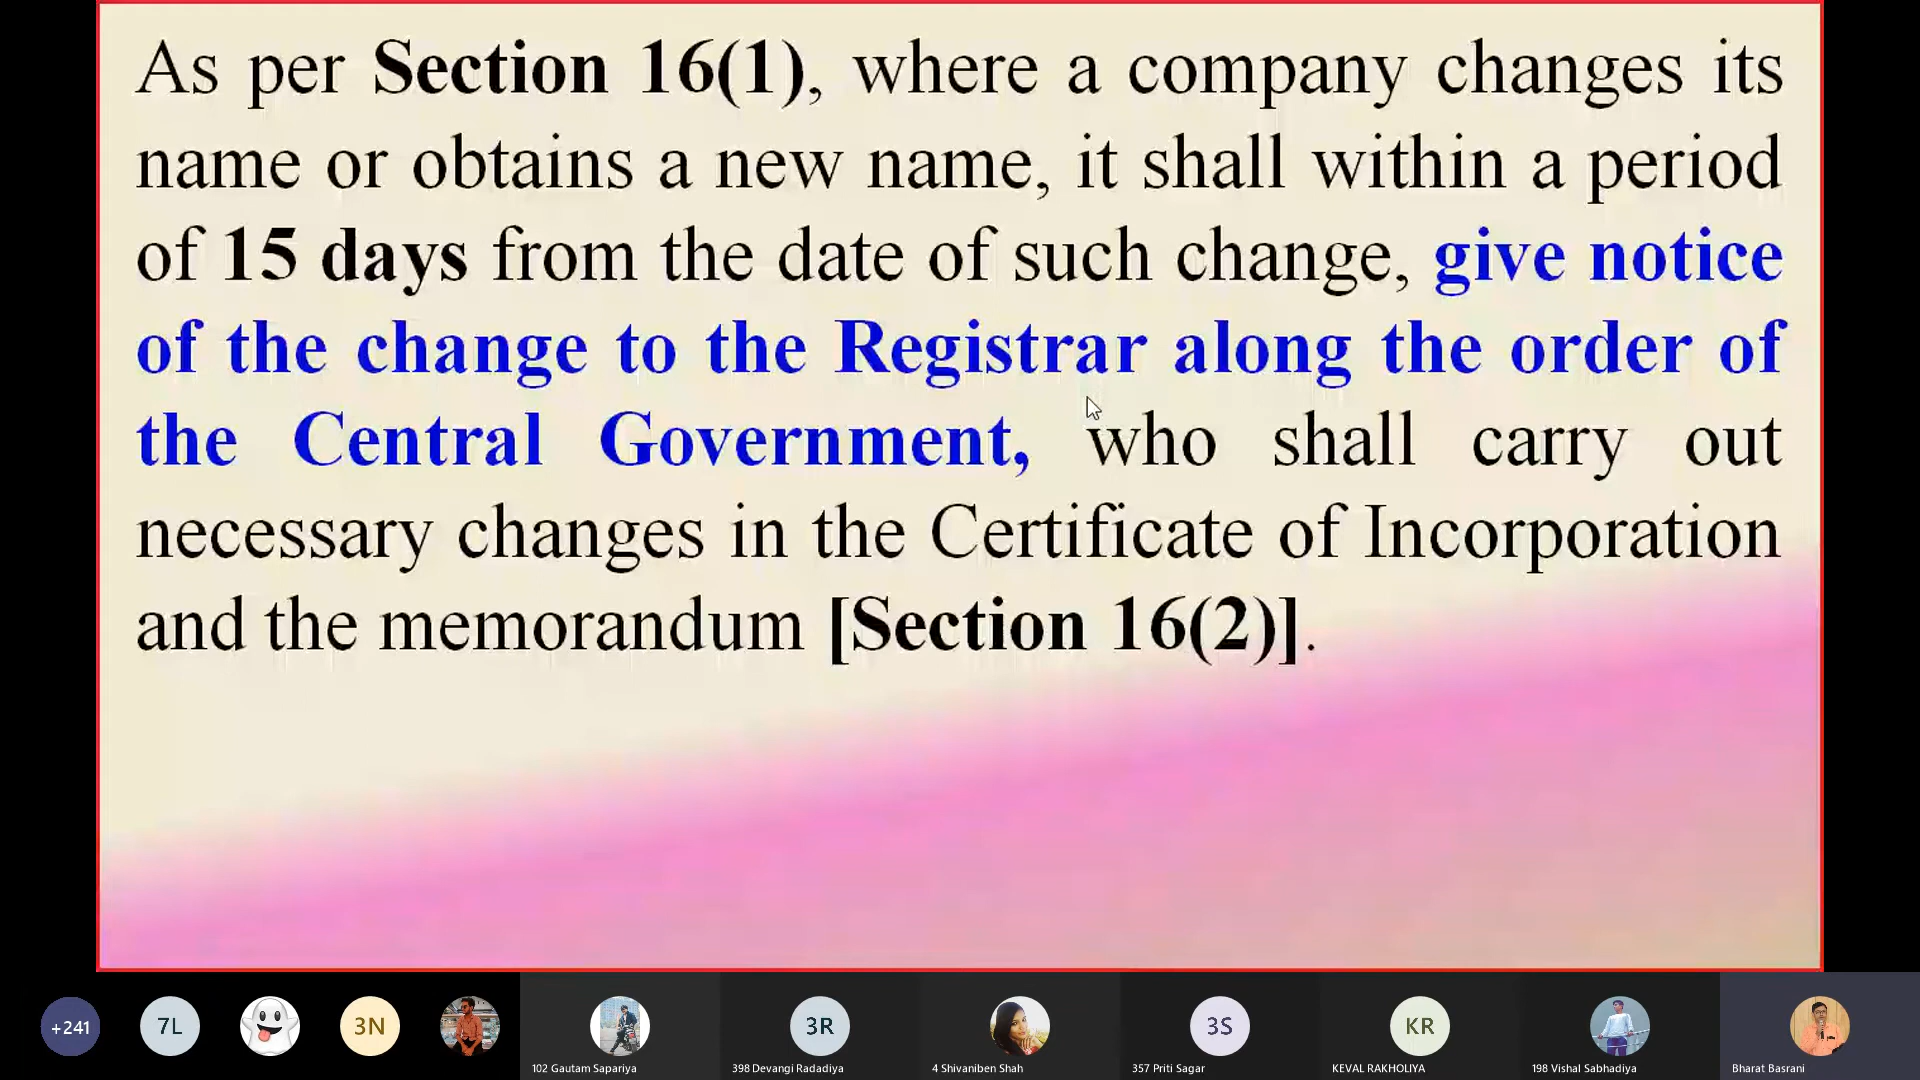 As per Section 16(1), where a company changes its
name or obtains a new name, it shall within a period
of 15 days from the date of such change, give notice
of the change to the Registrar along the order of
the Central Government, who shall carry out
necessary changes in the Certificate of Incorporation
and the memorandum [Section 16(2)].
+241
7L
3N
3R
3S
KR
102 Gautam Sapariya
398 Devangi Radadiya
4 Shivaniben Shah
357 Priti Sagar
KEVAL RAKHOLIYA
198 Vishal Sabhadiya
Bharat Basrani